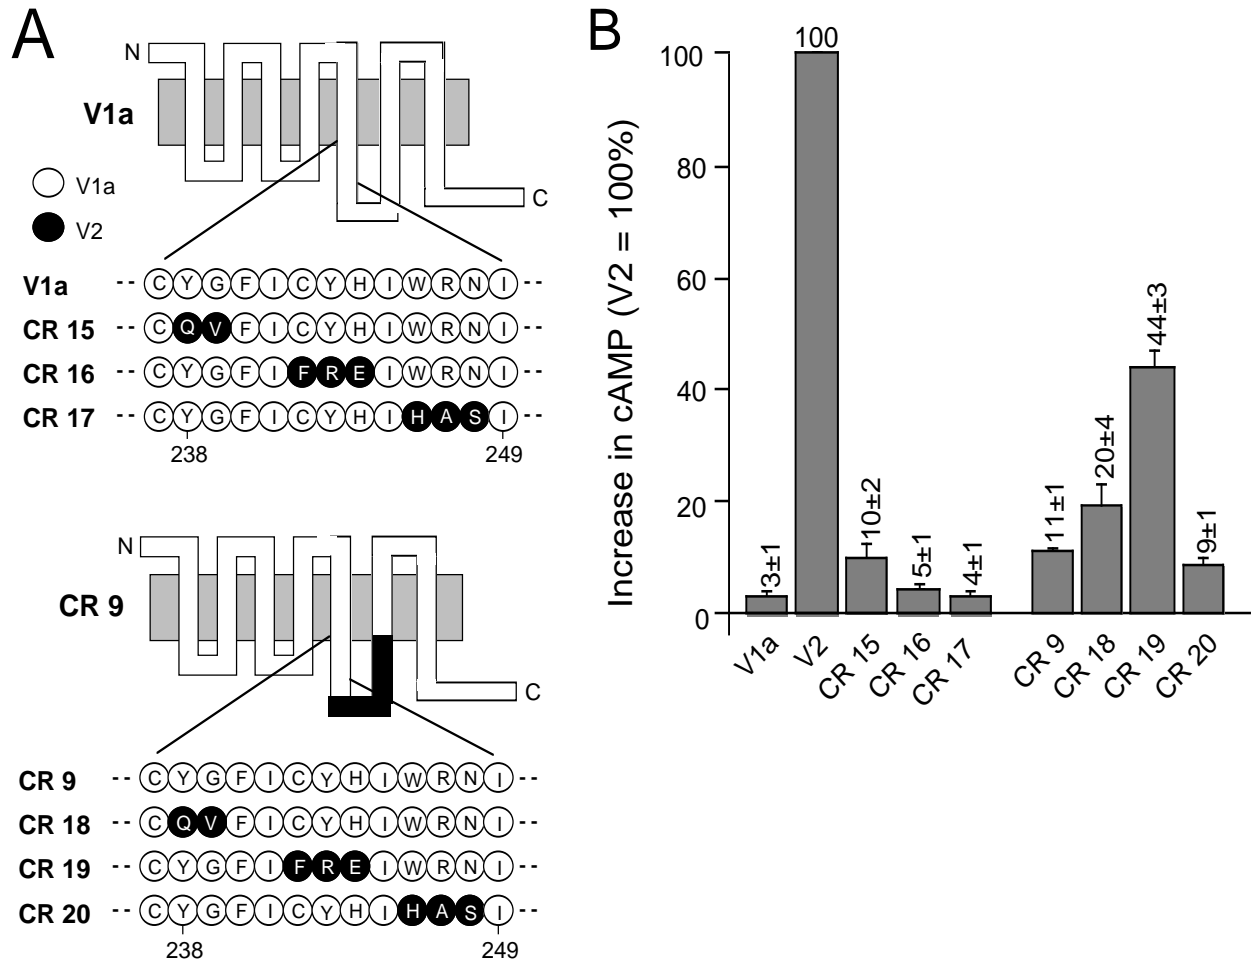 A
N
V1a
V1a
V2
C
V1a -- C Y G F I C Y H I W R N I --
CR 15 -- C Q V F I C Y H I W R N I --
CR 16 -- C Y G F I F R E I W R N I --
CR 17 -- C Y G F I C Y H I H A S I --
238 249
N
CR 9
C
CR 9 -- C Y G F I C Y H I W R N I --
CR 18 -- C Q V F I C Y H I W R N I --
CR 19 -- C Y G F I F R E I W R N I --
CR 20 -- C Y G F I C Y H I H A S I --
238 249
B
Increase in cAMP (V2 = 100%)
100
80
60
40
20
0
3±1
100
10±2
5±1
4±1
11±1
20±4
44±3
9±1
V1a
V2
CR 15
CR 16
CR 17
CR 9
CR 18
CR 19
CR 20